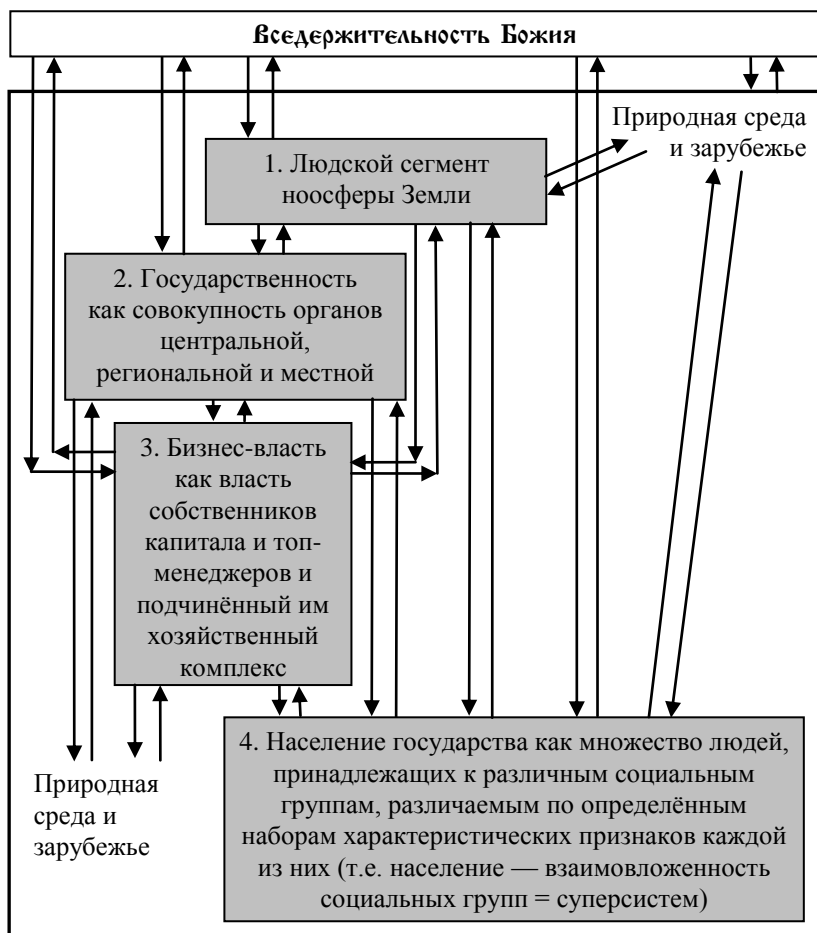 Вседержительность Божия
Природная среда
и зарубежье
1. Людской сегмент
ноосферы Земли
2. Государственность
как совокупность органов
центральной,
региональной и местной
3. Бизнес-власть
как власть
собственников
капитала и топ-
менеджеров и
подчинённый им
хозяйственный
комплекс
4. Население государства как множество людей,
принадлежащих к различным социальным
группам, различаемым по определённым
наборам характеристических признаков каждой
из них (т.е. население — взаимовложенность
социальных групп = суперсистем)
Природная
среда и
зарубежье